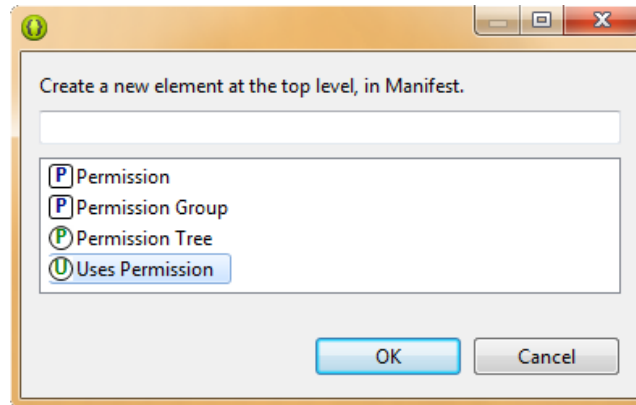 Create a new element at the top level, in Manifest.
P Permission
P Permission Group
P Permission Tree
U Uses Permission
OK
Cancel